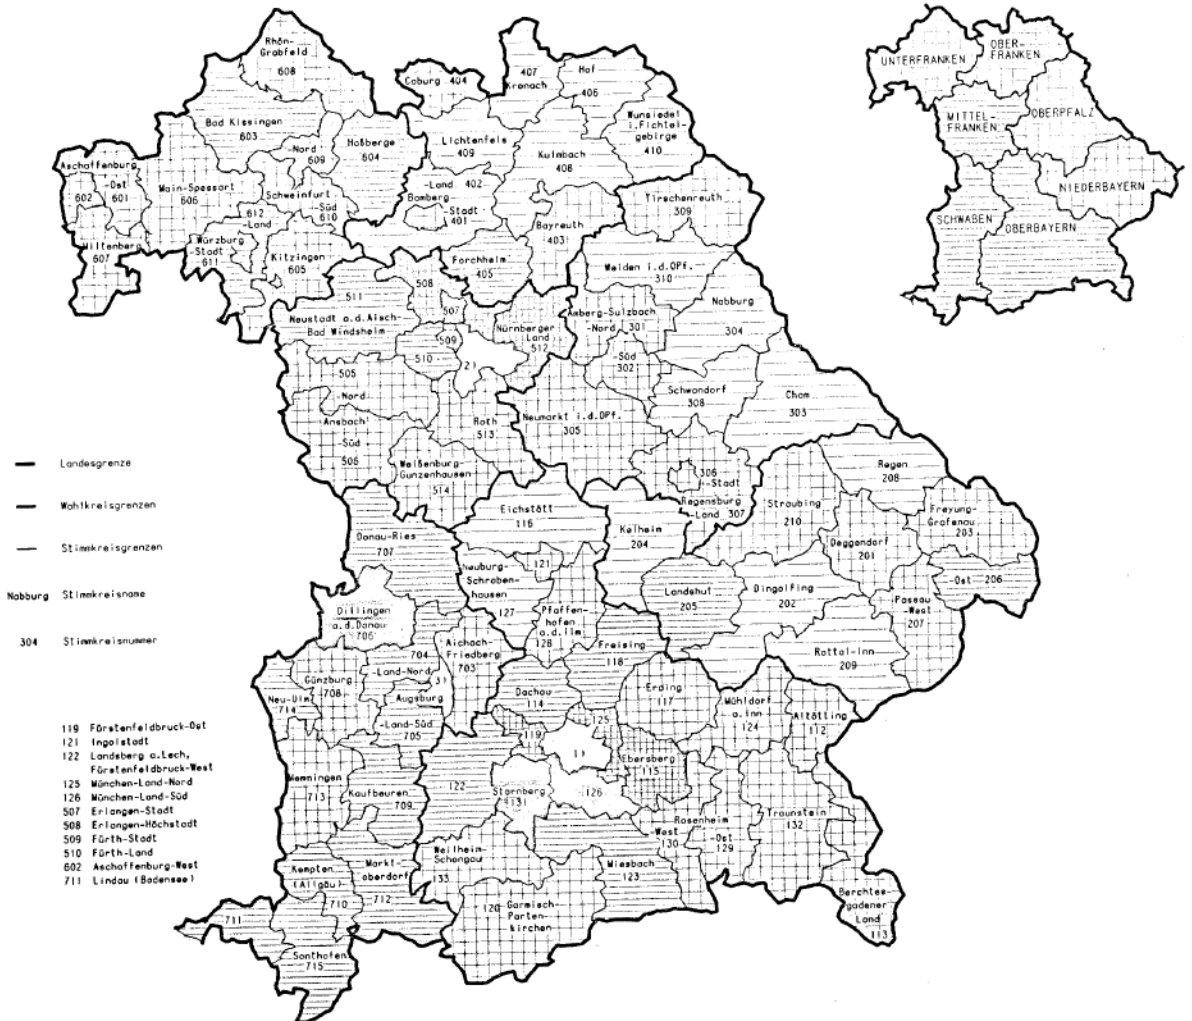 Rhön-
Grabfeld
608
Coburg 404
407
Kronach
Hof
406
Bad Kissingen
603
-Nord
609
Haßberge
604
Lichtenfels
409
Kulmbach
408
Wunsiedel
i.Fichtel-
gebirge
410
Aschaffenburg
602
-Ost
601
Main-Spessart
606
Schweinfurt
-Süd
610
-Land 402
Bamberg
-Stadt
401
Bayreuth
403
Tirschenreuth
309
Miltenberg
607
612
-Land
Würzburg
-Stadt
611
Kitzingen
605
Forchheim
405
Weiden i.d.OPf.
310
Nabburg
304
511
Neustadt a.d.Aisch-
Bad Windsheim
508
507
509
510
2)
Nürnberger
Land
512
Amberg-Sulzbach
-Nord 301
-Süd
302
505
-Nord
Ansbach
-Süd
506
Roth
513
Neumarkt i.d.OPf.
305
Schwandorf
308
Cham
303
Weißenburg-
Gunzenhausen
514
306
-Stadt
Regensburg
-Land 307
Regen
208
Straubing
210
Freyung-
Grafenau
203
Deggendorf
201
-Ost 206
Passau
-West
207
Eichstätt
116
Kelheim
204
Donau-Ries
707
Neuburg-
Schroben-
hausen
127
121
Pfaffen-
hofen
a.d.Ilm
128
Landshut
205
Dingolfing
202
Rottal-Inn
209
Dillingen
a.d.Donau
706
704
Aichach-
Friedberg
703
Freising
118
-Land-Nord
3)
Augsburg
-Land-Süd
705
Günzburg
708
Neu-Ulm
714
Dachau
114
Erding
117
Mühldorf
a.Inn
124
Altötting
112
119
125
1)
Ebersberg
115
Memmingen
713
Kaufbeuren
709
122
Starnberg
131
126
Rosenheim
-West
130
-Ost
129
Traunstein
132
Weilheim-
Schongau
133
Miesbach
123
Kempten
(Allgäu)
710
Markt-
oberdorf
712
120
Garmisch-
Parten-
kirchen
Berchtes-
gadener
Land
113
711
Sonthofen
715
UNTERFRANKEN
OBER-
FRANKEN
MITTEL-
FRANKEN
OBERPFALZ
NIEDERBAYERN
SCHWABEN
OBERBAYERN
Landesgrenze
Wahlkreisgrenzen
Stimmkreisgrenzen
Nabburg Stimmkreisname
304 Stimmkreisnummer
119 Fürstenfeldbruck-Ost
121 Ingolstadt
122 Landsberg a.Lech,
Fürstenfeldbruck-West
125 München-Land-Nord
126 München-Land-Süd
507 Erlangen-Stadt
508 Erlangen-Höchstadt
509 Fürth-Stadt
510 Fürth-Land
602 Aschaffenburg-West
711 Lindau (Bodensee)